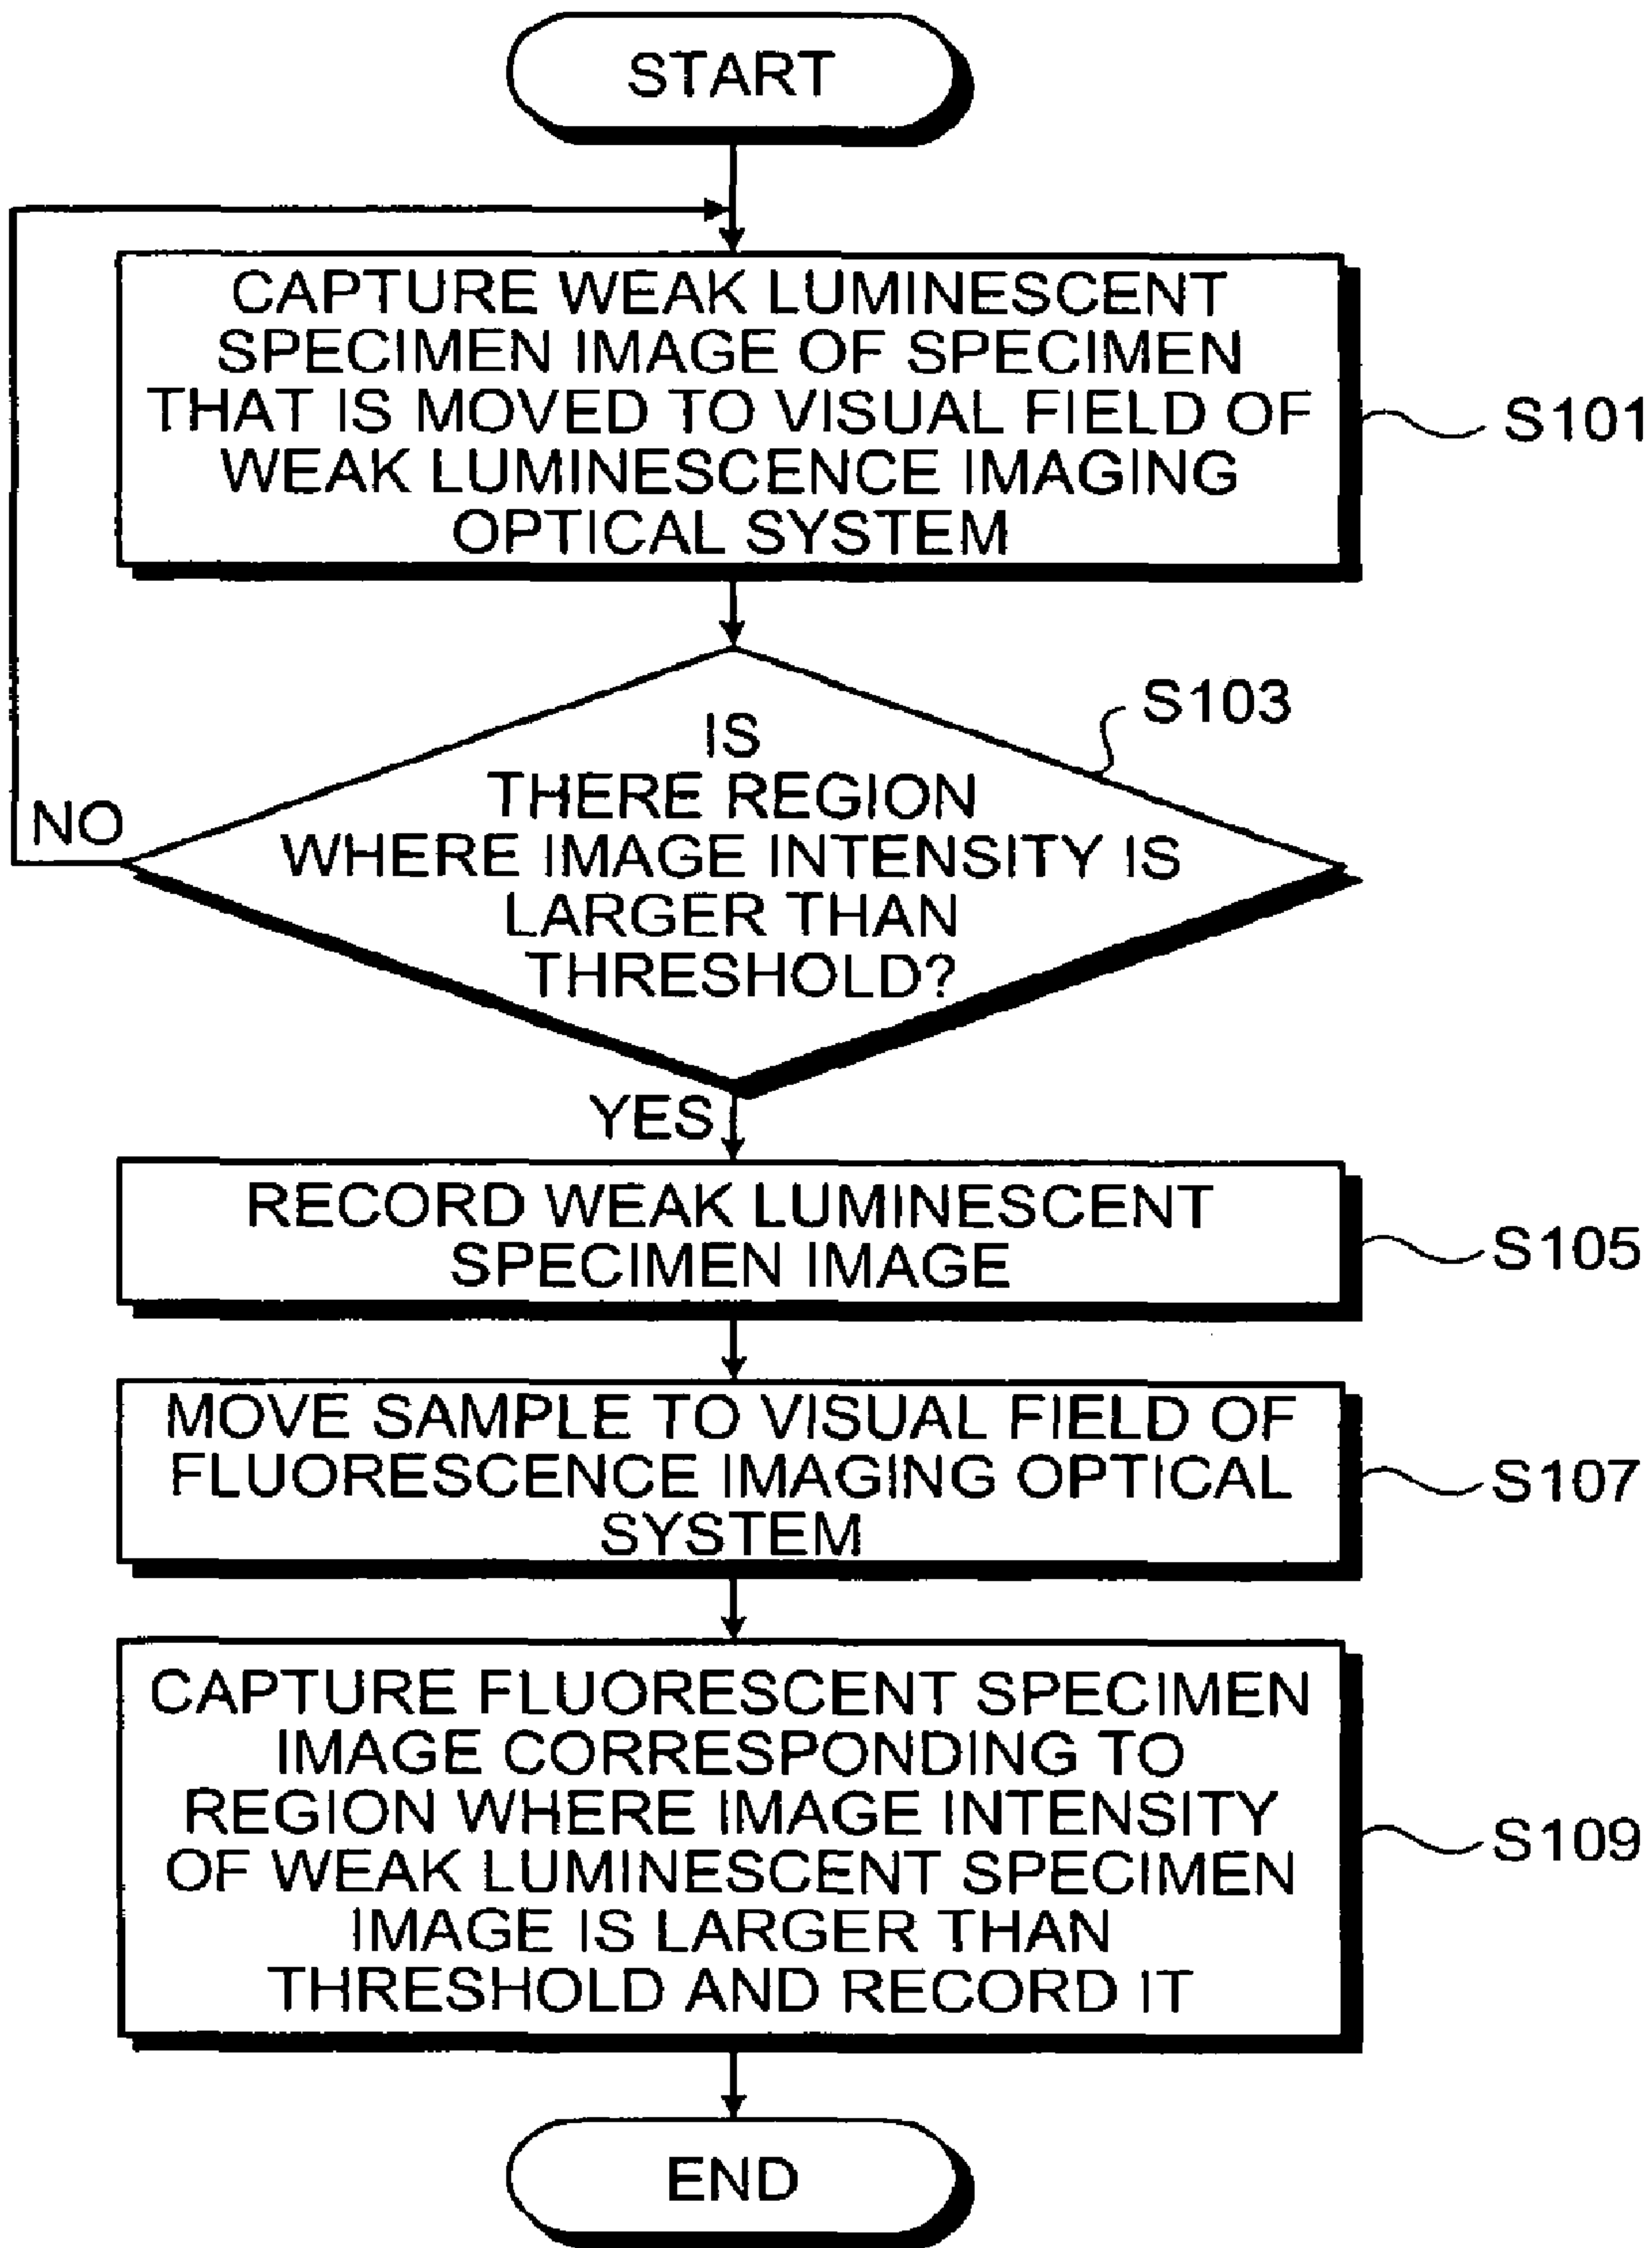 START
CAPTURE WEAK LUMINESCENT
SPECIMEN IMAGE OF SPECIMEN
THAT IS MOVED TO VISUAL FIELD OF
WEAK LUMINESCENCE IMAGING
OPTICAL SYSTEM
S101
S103
IS
THERE REGION
WHERE IMAGE INTENSITY IS
LARGER THAN
THRESHOLD?
NO
YES
RECORD WEAK LUMINESCENT
SPECIMEN IMAGE
S105
MOVE SAMPLE TO VISUAL FIELD OF
FLUORESCENCE IMAGING OPTICAL
SYSTEM
S107
CAPTURE FLUORESCENT SPECIMEN
IMAGE CORRESPONDING TO
REGION WHERE IMAGE INTENSITY
OF WEAK LUMINESCENT SPECIMEN
IMAGE IS LARGER THAN
THRESHOLD AND RECORD IT
S109
END